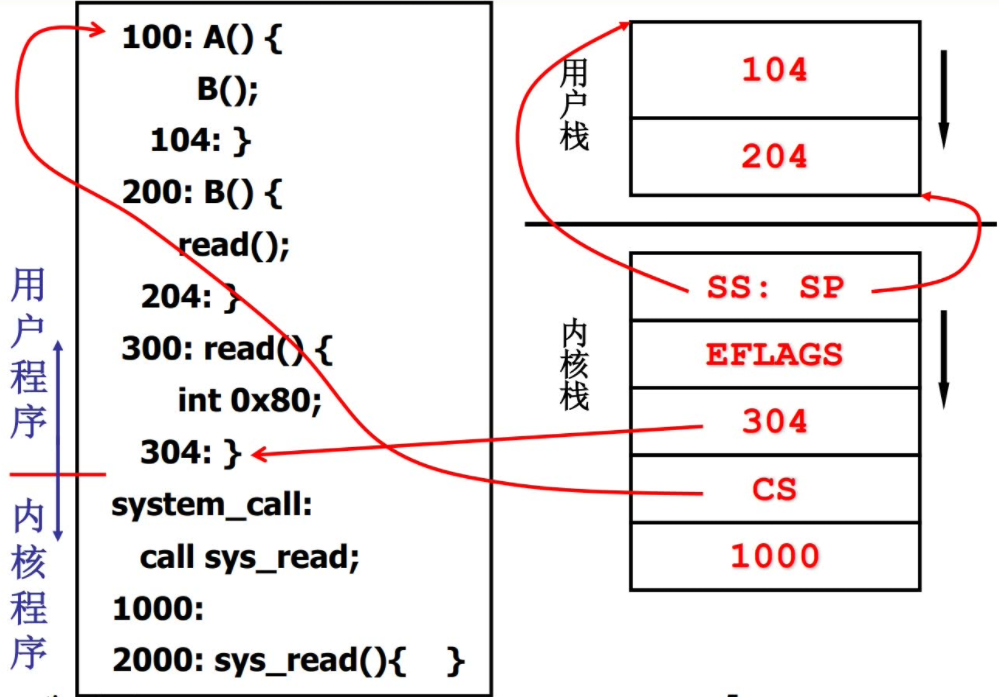 100: A() {
B();
104: }
200: B() {
read();
204: }
300: read() {
int 0x80;
304: }
system_call:
call sys_read;
1000:
2000: sys_read(){ }
用户程序
内核程序
用户栈
104
204
内核栈
SS: SP
EFLAGS
304
CS
1000